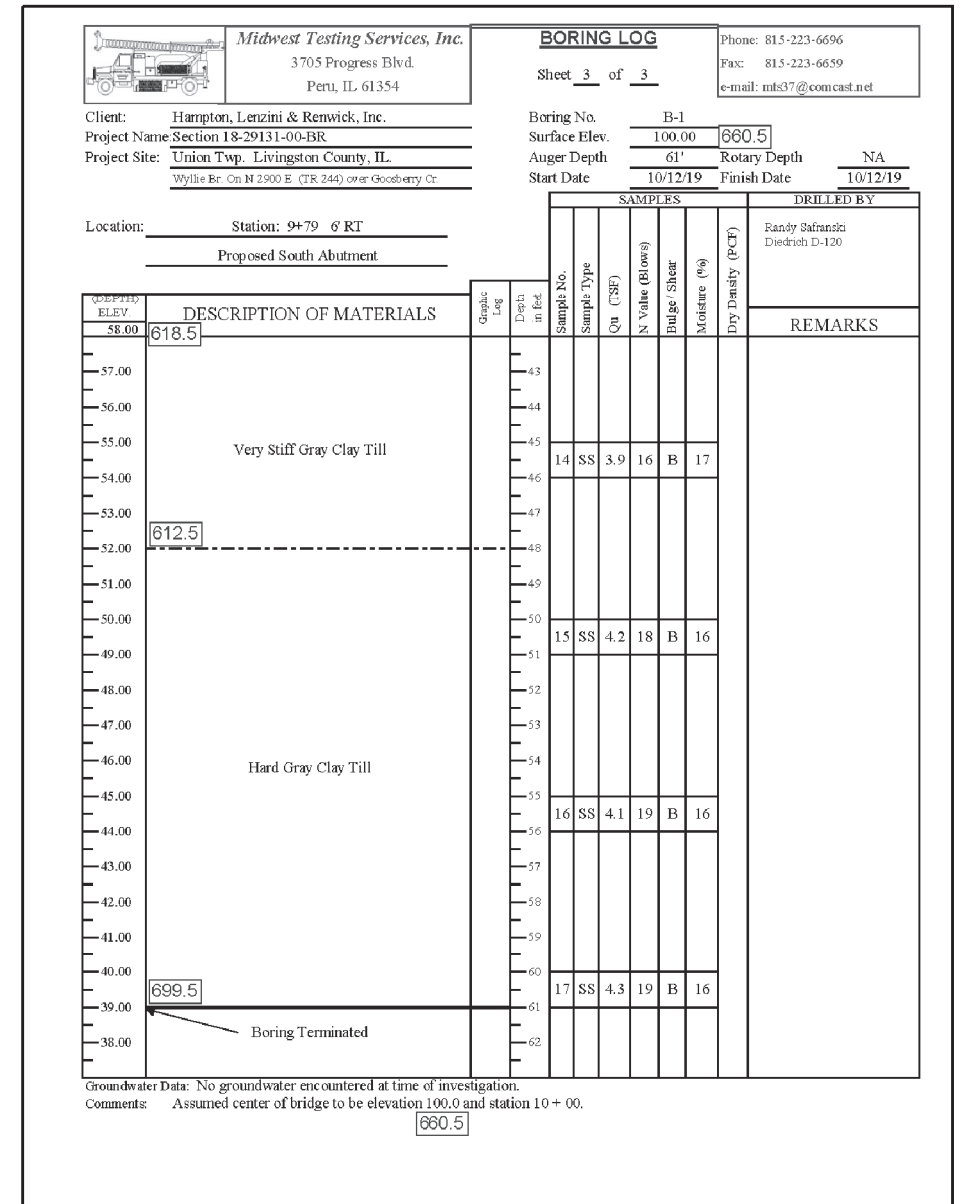 Midwest Testing Services, Inc.
3705 Progress Blvd.
Peru, IL 61354
BORING LOG
Sheet 3 of 3
Phone: 815-223-6696
Fax: 815-223-6659
e-mail: mts37@comcast.net
Client: Hampton, Lenzini & Renwick, Inc.
Project Name: Section 18-29131-00-BR
Project Site: Union Twp. Livingston County, IL.
Wyllie Br. On N 2900 E (TR 244) over Goosberry Cr.
Boring No. B-1
Surface Elev. 100.00 660.5
Auger Depth 61' Rotary Depth NA
Start Date 10/12/19 Finish Date 10/12/19
Location: Station: 9+79 6' RT
Proposed South Abutment
SAMPLES
DRILLED BY
Randy Safranski
Diedrich D-120
(DEPTH)
ELEV.
58.00
DESCRIPTION OF MATERIALS
618.5
Graphic Log
Depth in feet
Sample No.
Sample Type
Qu (TSF)
N Value (Blows)
Bulge / Shear
Moisture (%)
Dry Density (PCF)
REMARKS
57.00 43
56.00 44
55.00 45
Very Stiff Gray Clay Till
14 SS 3.9 16 B 17
54.00 46
53.00 47
612.5
52.00 48
51.00 49
50.00 50
15 SS 4.2 18 B 16
49.00 51
48.00 52
47.00 53
46.00 54
Hard Gray Clay Till
45.00 55
16 SS 4.1 19 B 16
44.00 56
43.00 57
42.00 58
41.00 59
40.00 60
699.5
17 SS 4.3 19 B 16
39.00 61
Boring Terminated
38.00 62
Groundwater Data: No groundwater encountered at time of investigation.
Comments: Assumed center of bridge to be elevation 100.0 and station 10 + 00.
660.5